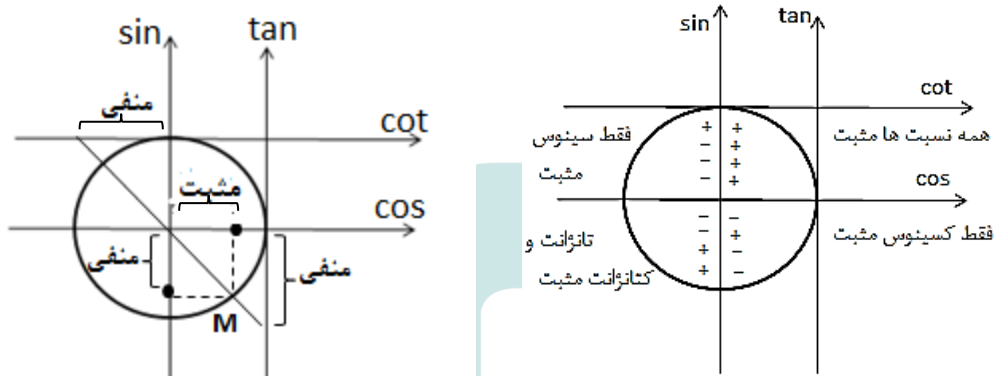 sin
tan
منفی
cot
مثبت
cos
منفی
منفی
M
sin
tan
cot
فقط سینوس
مثبت
همه نسبت ها مثبت
+ +
− +
− +
− +
cos
تانژانت و
کتانژانت مثبت
فقط کسینوس مثبت
− −
− +
+ −
+ −